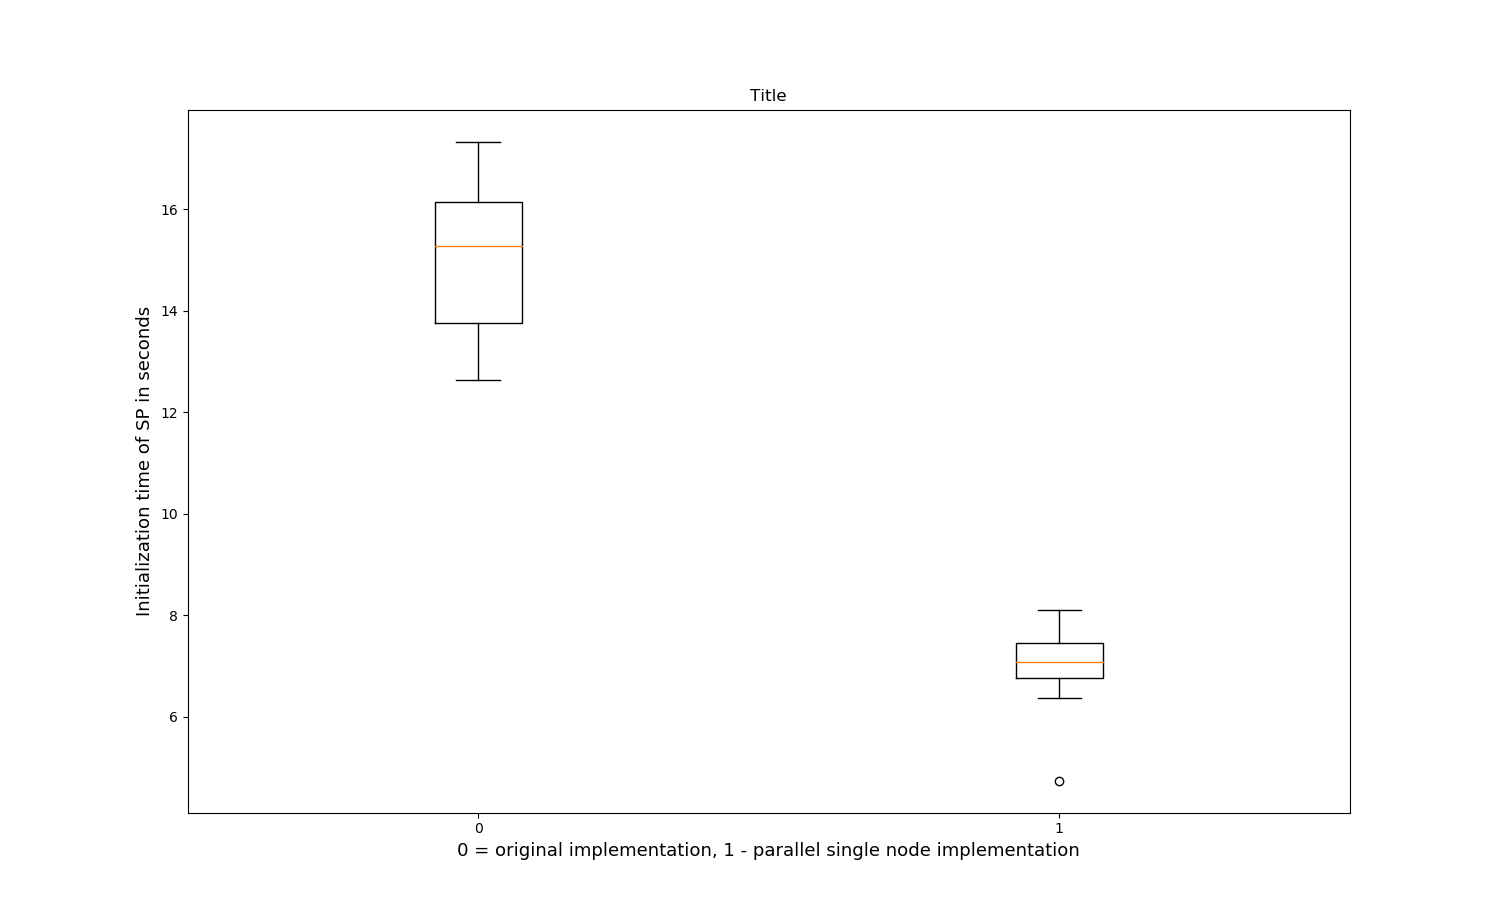 Title
16
14
12
10
8
6
Initialization time of SP in seconds
0
1
0 = original implementation, 1 - parallel single node implementation